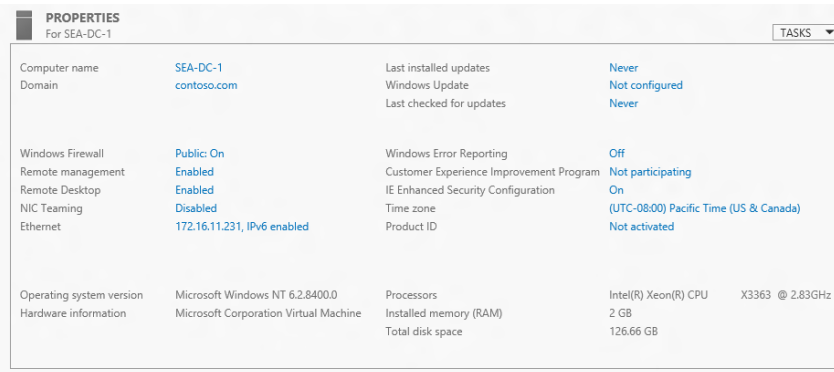 PROPERTIES
For SEA-DC-1
TASKS
Computer name SEA-DC-1 Last installed updates Never
Domain contoso.com Windows Update Not configured
Last checked for updates Never
Windows Firewall Public: On Windows Error Reporting Off
Remote management Enabled Customer Experience Improvement Program Not participating
Remote Desktop Enabled IE Enhanced Security Configuration On
NIC Teaming Disabled Time zone (UTC-08:00) Pacific Time (US & Canada)
Ethernet 172.16.11.231, IPv6 enabled Product ID Not activated
Operating system version Microsoft Windows NT 6.2.8400.0 Processors Intel(R) Xeon(R) CPU X3363 @ 2.83GHz
Hardware information Microsoft Corporation Virtual Machine Installed memory (RAM) 2 GB
Total disk space 126.66 GB